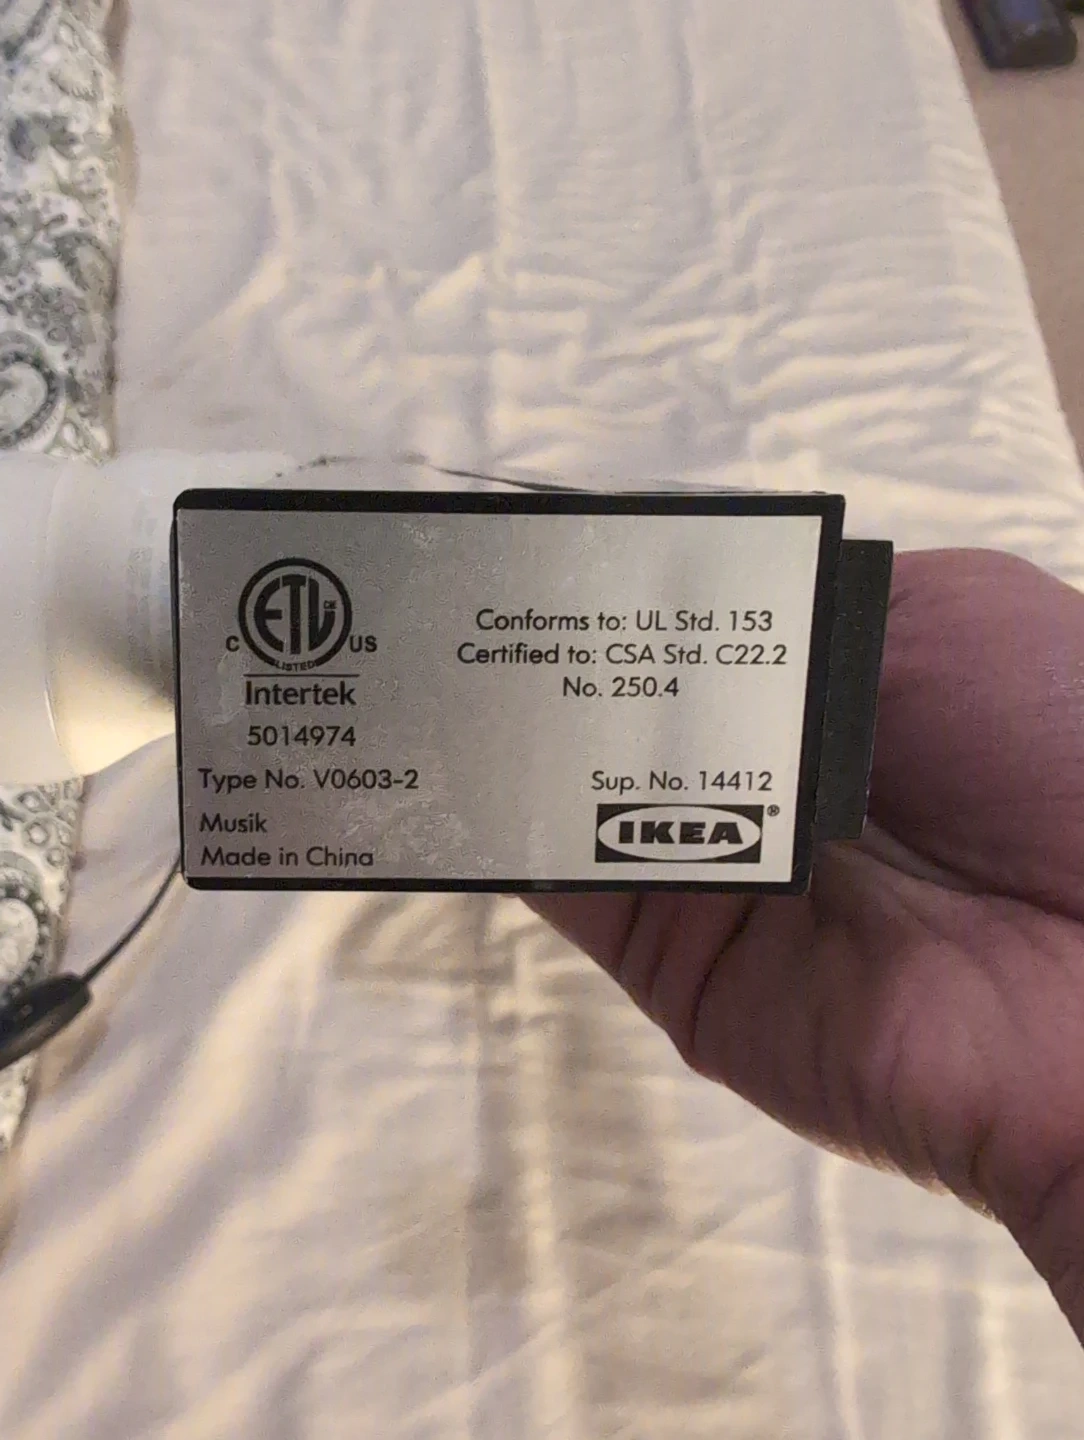 ETL CM
C US
LISTED
Intertek
5014974
Type No. V0603-2
Musik
Made in China
Conforms to: UL Std. 153
Certified to: CSA Std. C22.2
No. 250.4
Sup. No. 14412
IKEA®